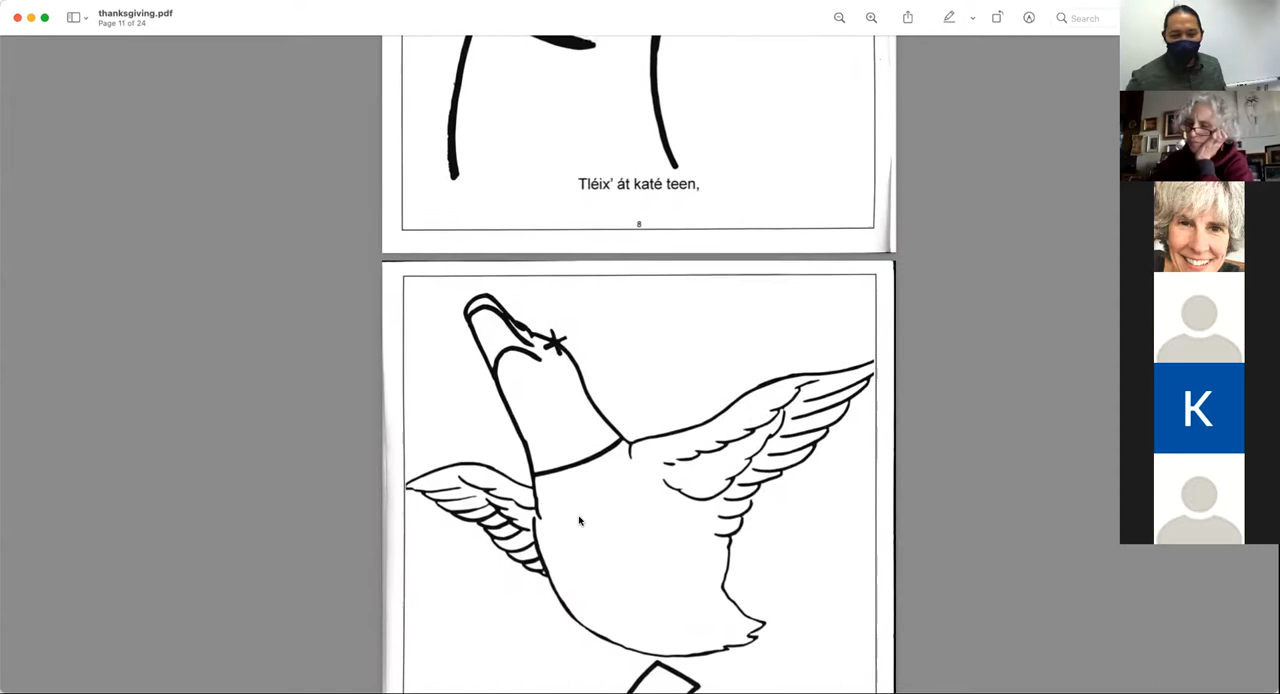 thanksgiving.pdf
Page 11 of 24
Search
Tléix’ át katé teen,
8
K